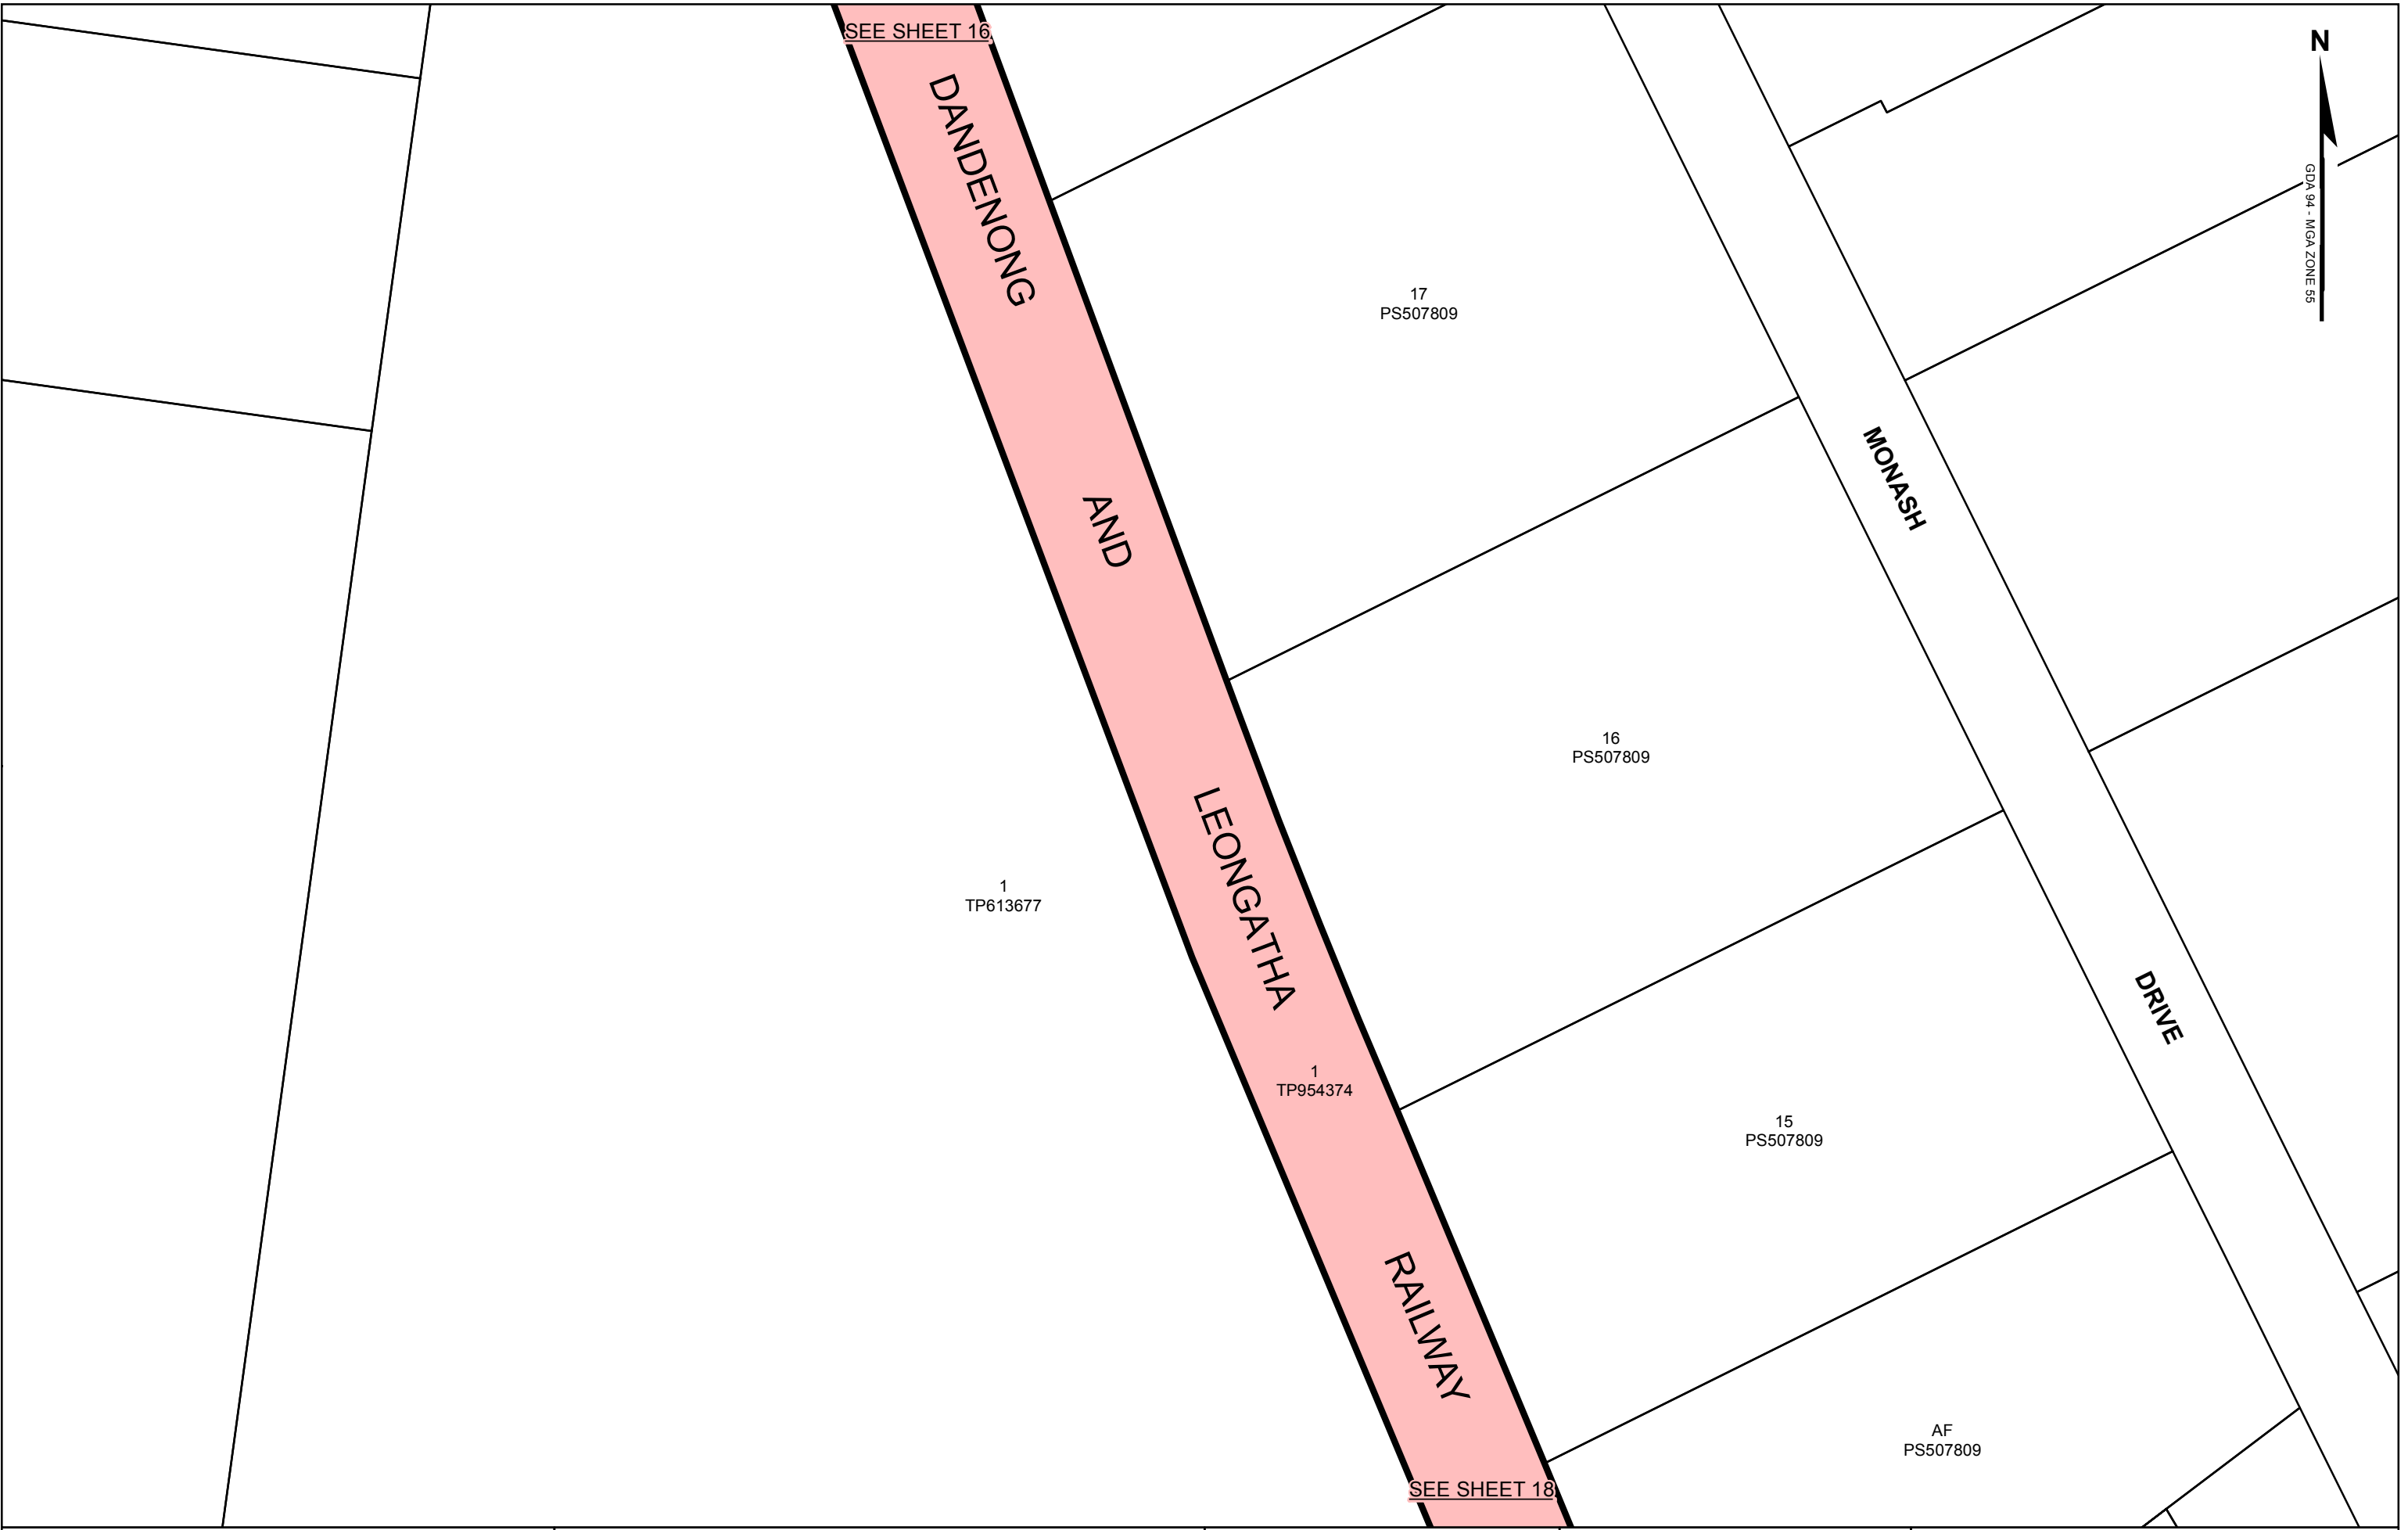 SEE SHEET 16
N
DANDENONG
GDA 94 - MGA ZONE 55
17
PS507809
MONASH
AND
16
PS507809
LEONGATHA
1
TP613677
DRIVE
1
TP954374
15
PS507809
RAILWAY
AF
PS507809
SEE SHEET 18